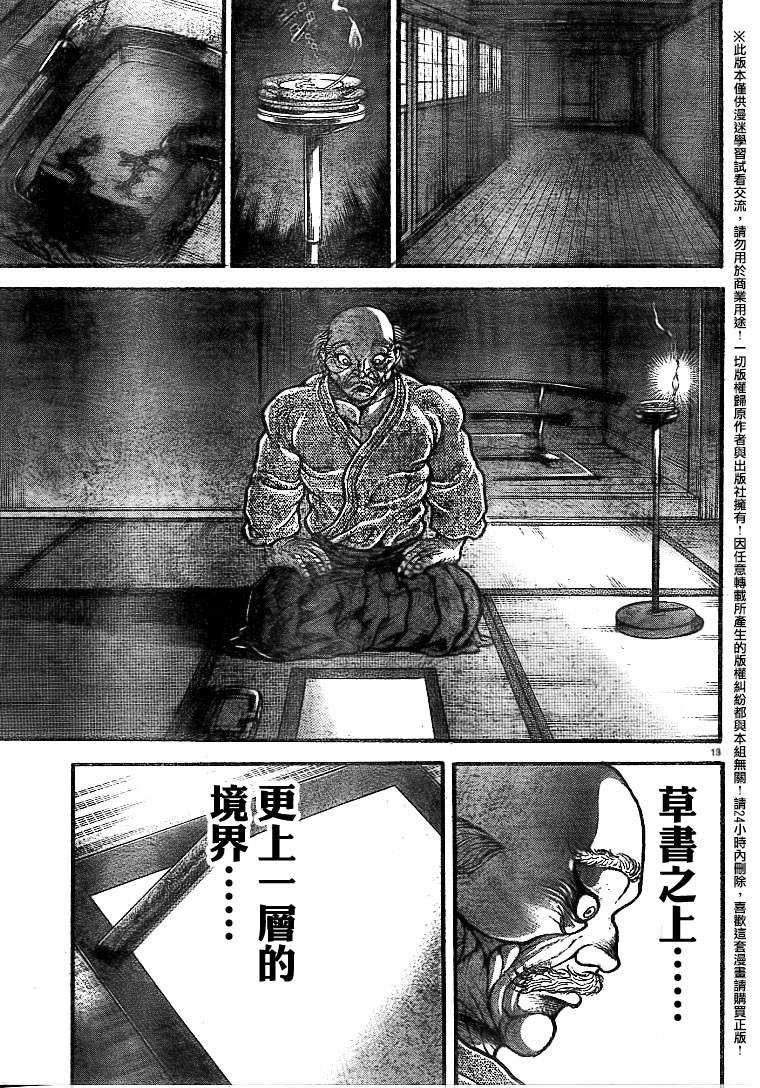 ※此版本僅供漫迷學習試看交流，請勿用於商業用途！一切版權歸原作者與出版社擁有！因任意轉載所產生的版權糾紛都與本組無關！請24小時內刪除，喜歡這套漫畫請購買正版！
13
草書之上……
更上一層的
境界……